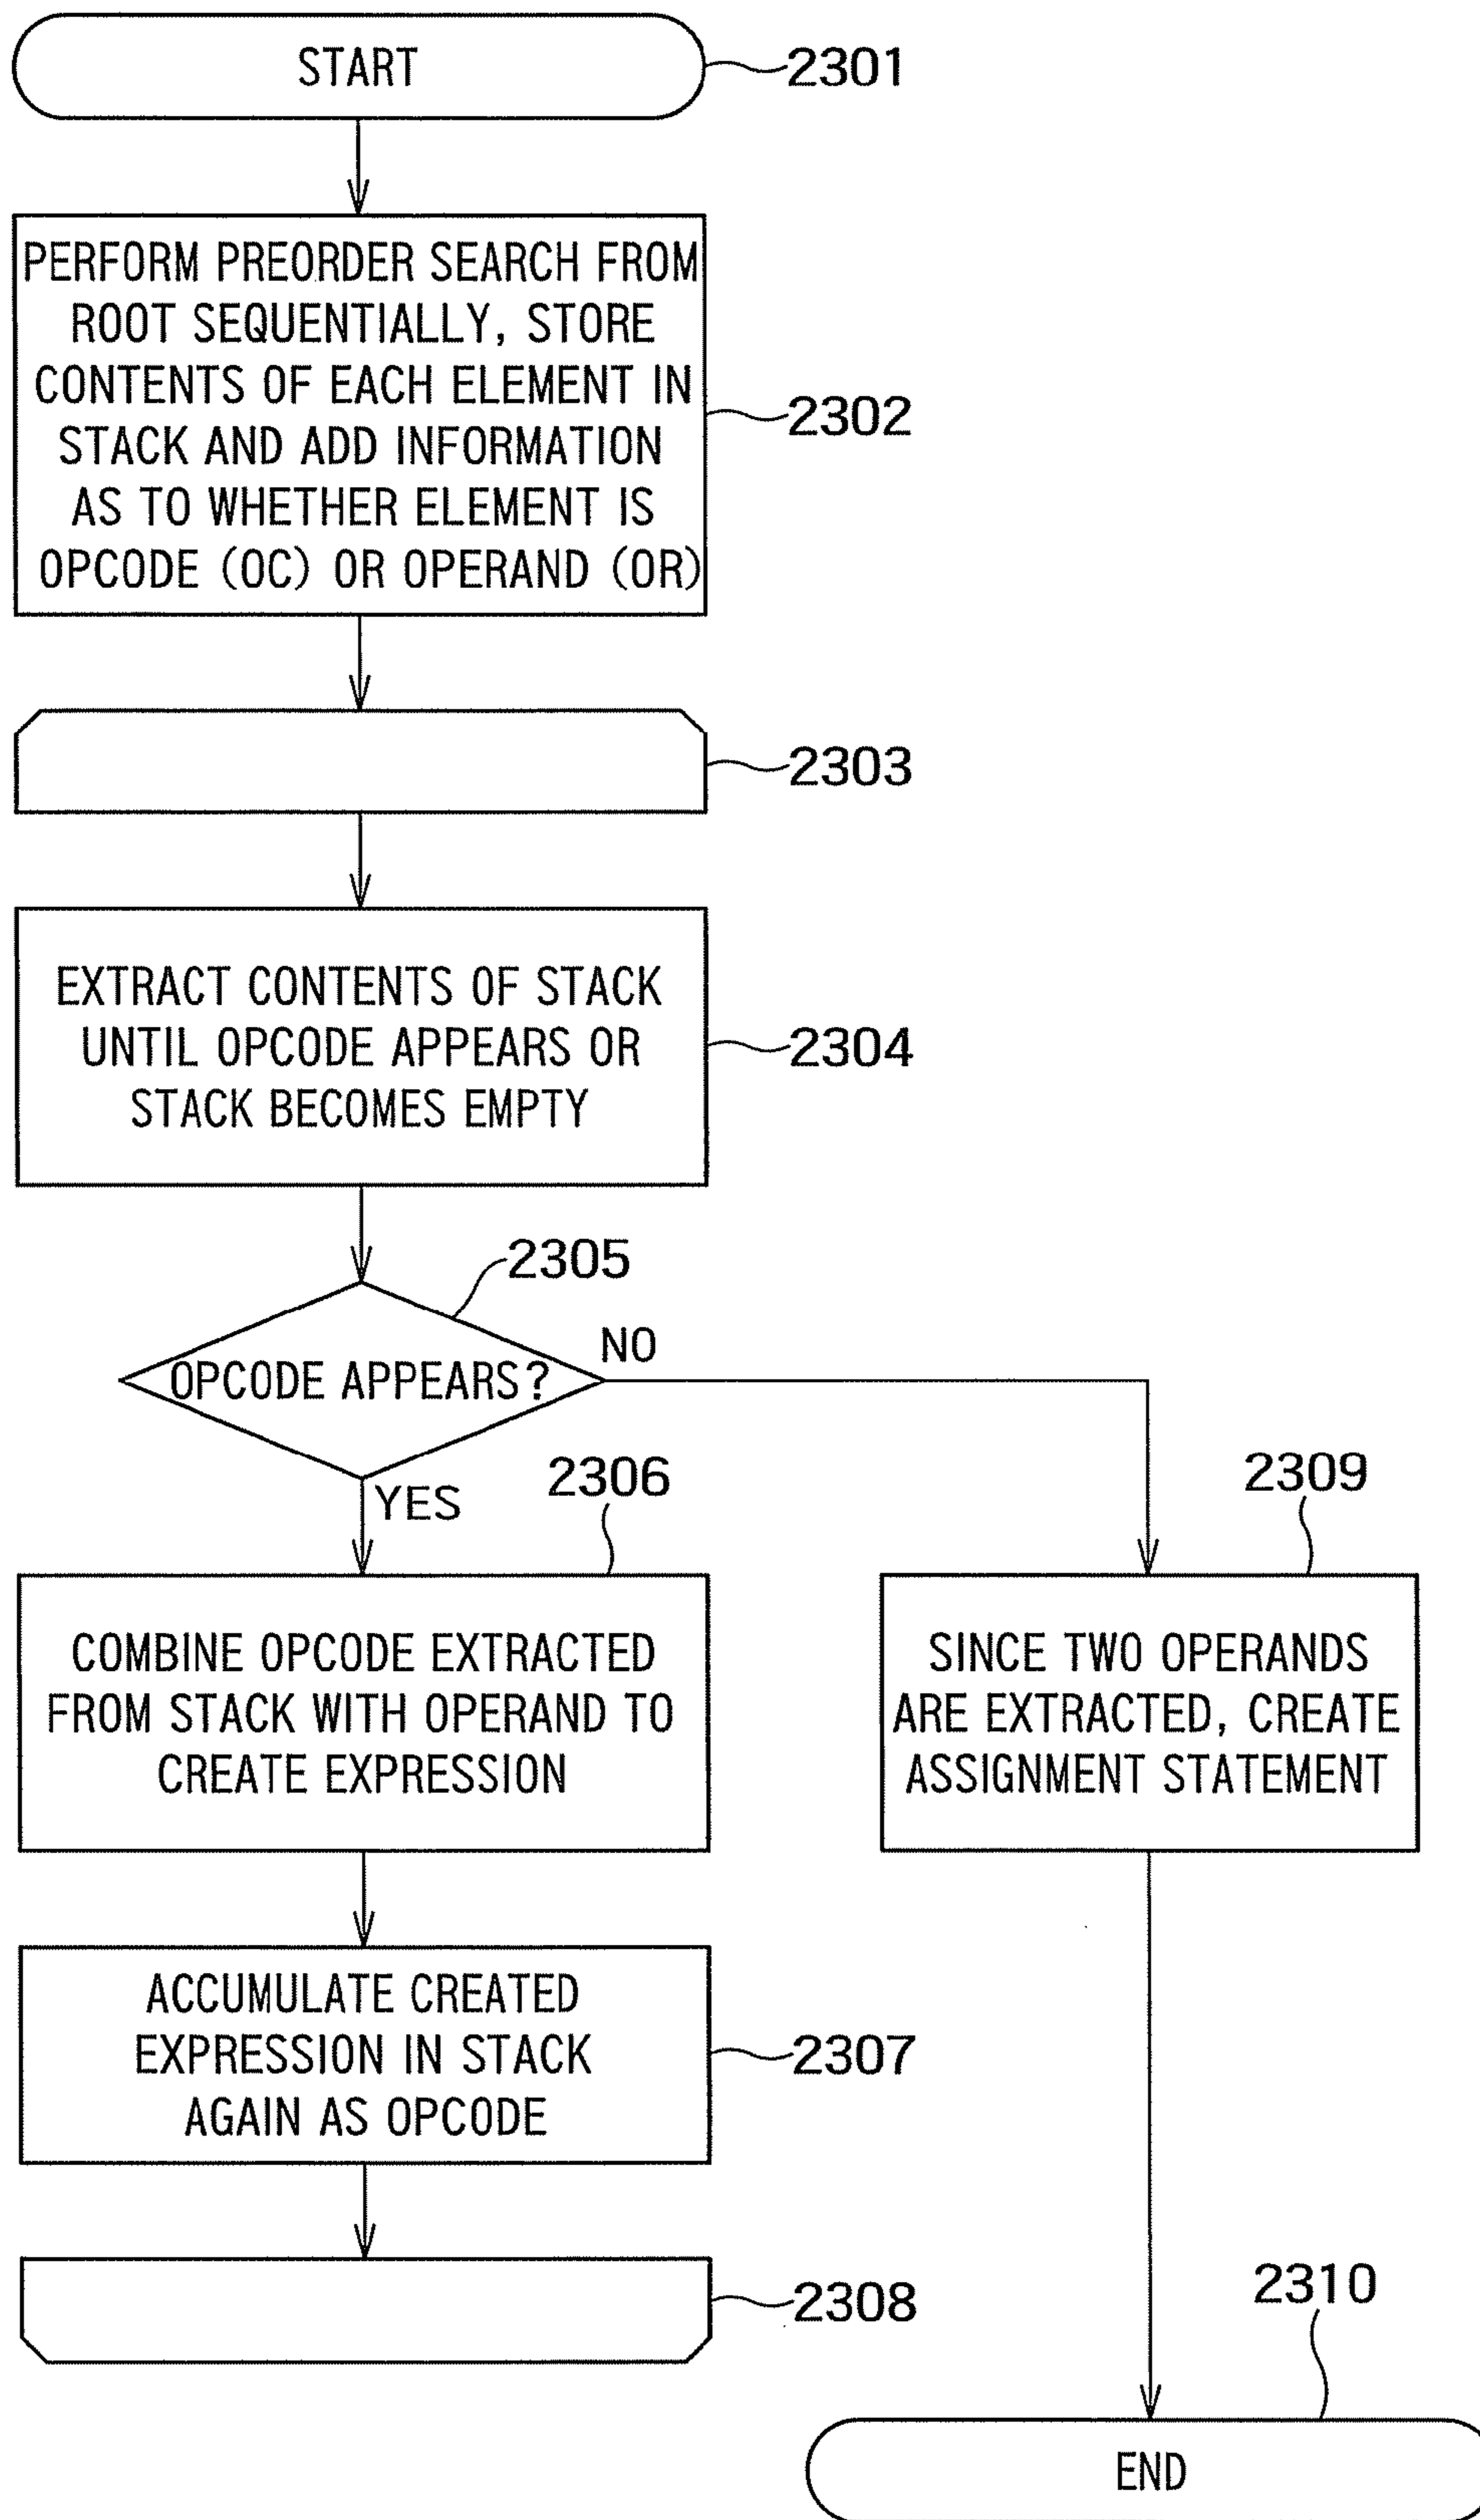 START
2301
PERFORM PREORDER SEARCH FROM
ROOT SEQUENTIALLY, STORE
CONTENTS OF EACH ELEMENT IN
STACK AND ADD INFORMATION
AS TO WHETHER ELEMENT IS
OPCODE (OC) OR OPERAND (OR)
2302
2303
EXTRACT CONTENTS OF STACK
UNTIL OPCODE APPEARS OR
STACK BECOMES EMPTY
2304
2305
OPCODE APPEARS?
NO
YES
2306
COMBINE OPCODE EXTRACTED
FROM STACK WITH OPERAND TO
CREATE EXPRESSION
2309
SINCE TWO OPERANDS
ARE EXTRACTED, CREATE
ASSIGNMENT STATEMENT
ACCUMULATE CREATED
EXPRESSION IN STACK
AGAIN AS OPCODE
2307
2308
2310
END